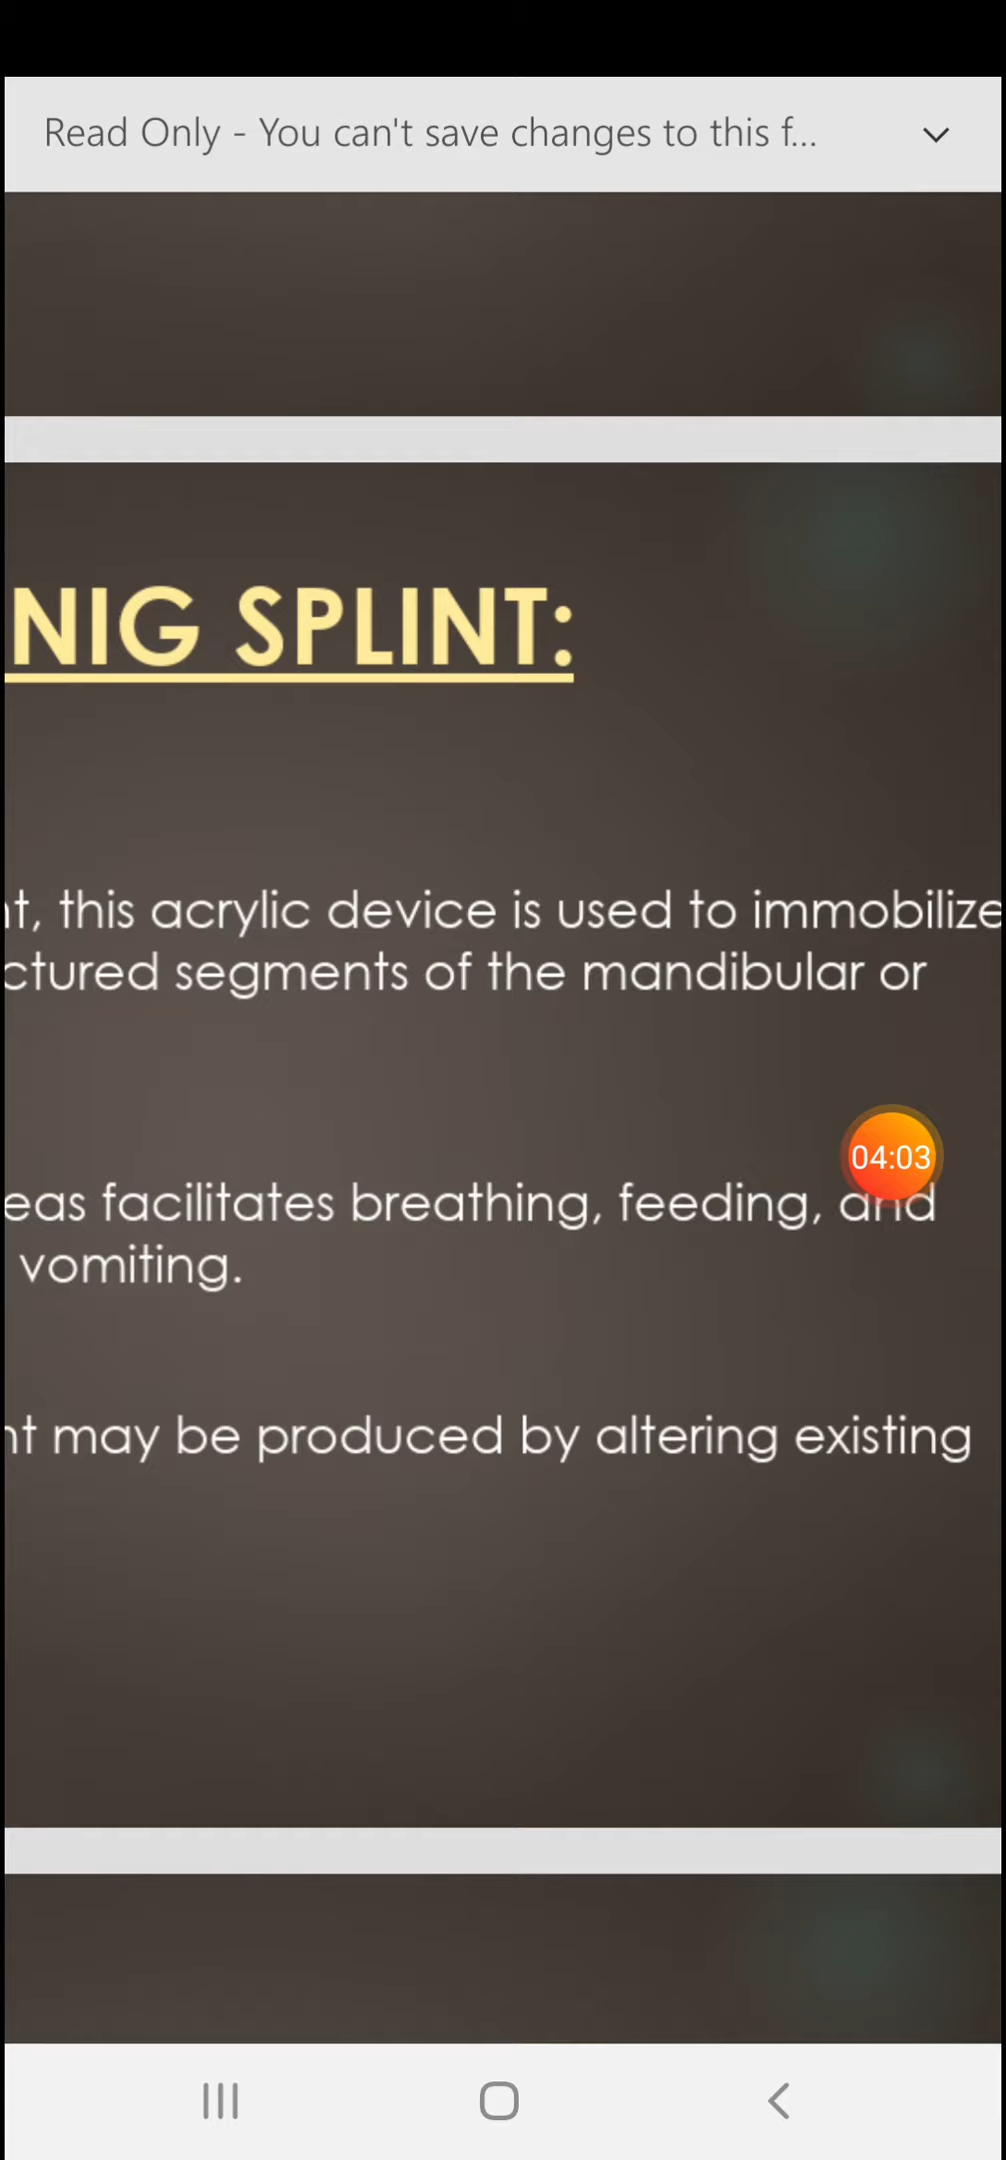 Read Only - You can't save changes to this f...
NIG SPLINT:
nt, this acrylic device is used to immobilize
ctured segments of the mandibular or
04:03
eas facilitates breathing, feeding, and
vomiting.
nt may be produced by altering existing